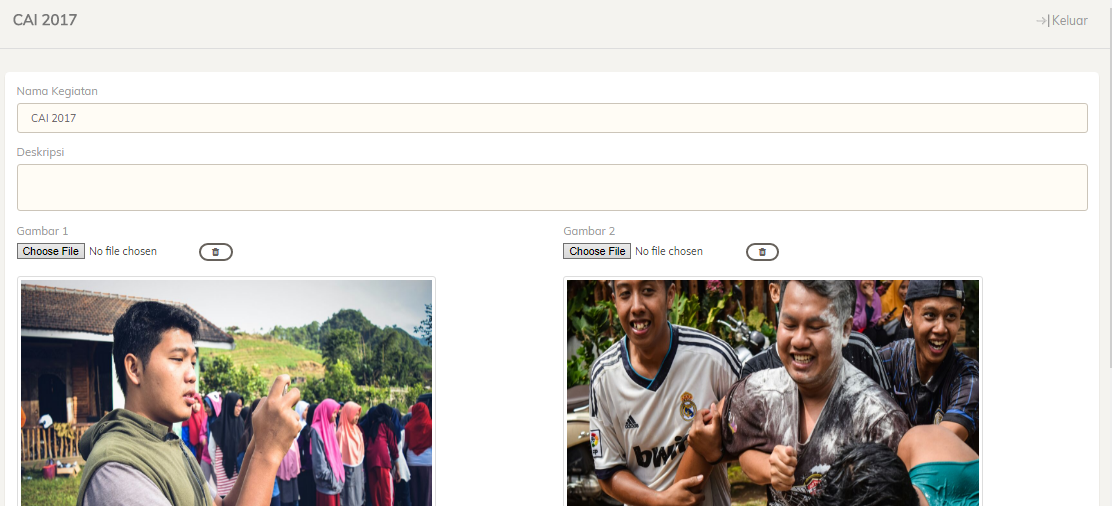 CAI 2017
Keluar
Nama Kegiatan
CAI 2017
Deskripsi
Gambar 1
Gambar 2
Choose File No file chosen
Choose File No file chosen
bwi